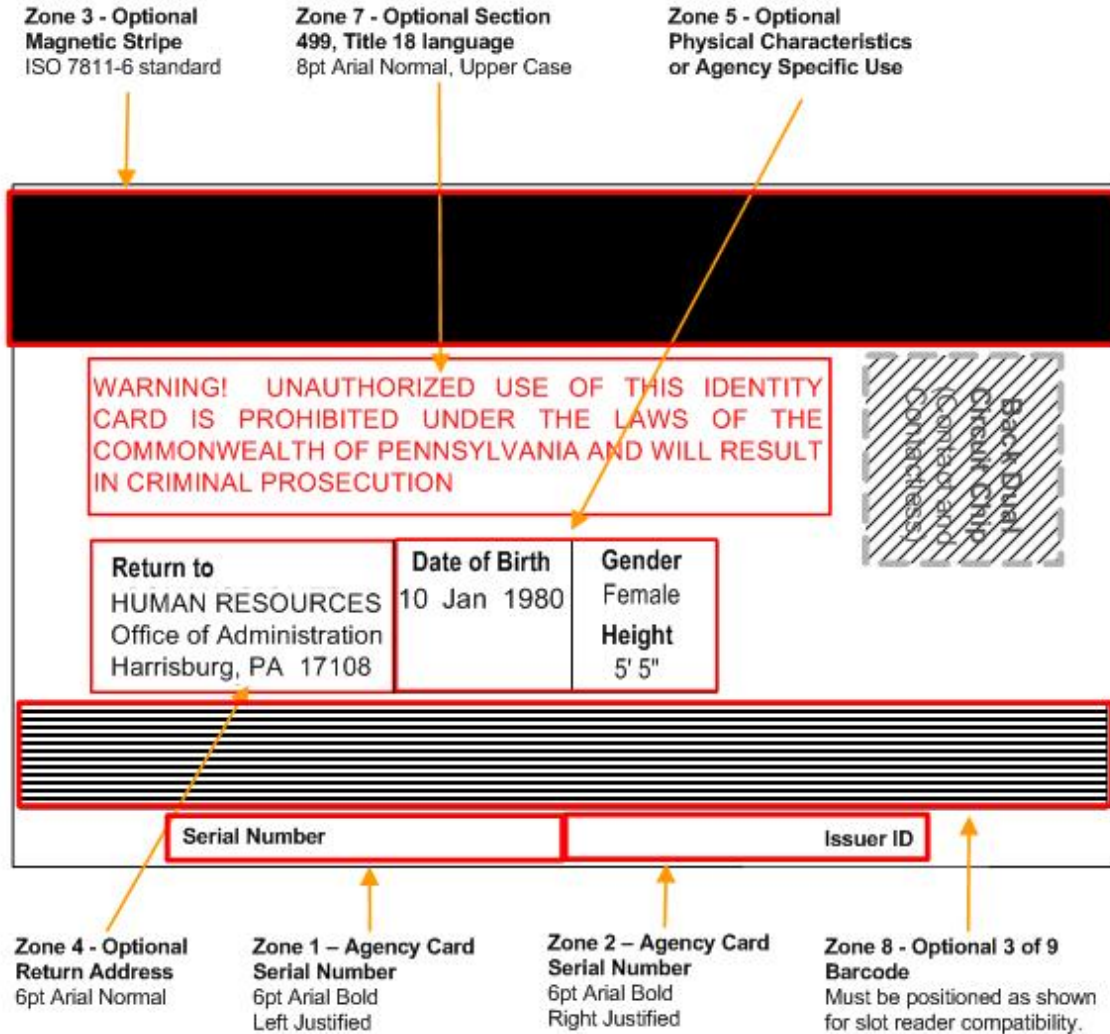 Zone 3 - Optional
Magnetic Stripe
ISO 7811-6 standard
Zone 7 - Optional Section
499, Title 18 language
8pt Arial Normal, Upper Case
Zone 5 - Optional
Physical Characteristics
or Agency Specific Use
WARNING! UNAUTHORIZED USE OF THIS IDENTITY
CARD IS PROHIBITED UNDER THE LAWS OF THE
COMMONWEALTH OF PENNSYLVANIA AND WILL RESULT
IN CRIMINAL PROSECUTION
Back Dual
Circuit Chip
(Contact and
Contactless)
Return to
HUMAN RESOURCES
Office of Administration
Harrisburg, PA 17108
Date of Birth
10 Jan 1980
Gender
Female
Height
5' 5"
Serial Number
Issuer ID
Zone 4 - Optional
Return Address
6pt Arial Normal
Zone 1 – Agency Card
Serial Number
6pt Arial Bold
Left Justified
Zone 2 – Agency Card
Serial Number
6pt Arial Bold
Right Justified
Zone 8 - Optional 3 of 9
Barcode
Must be positioned as shown
for slot reader compatibility.